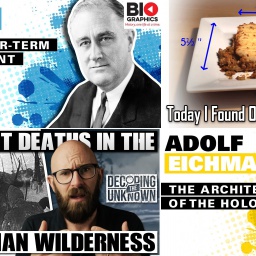 BIO
GRAPHICS
R-TERM
NT
5½"
Today I Found O
T DEATHS IN THE
DECODING
THE
UNKNOWN
IAN WILDERNESS
ADOLF
EICHMA
THE ARCHITE
OF THE HOLO